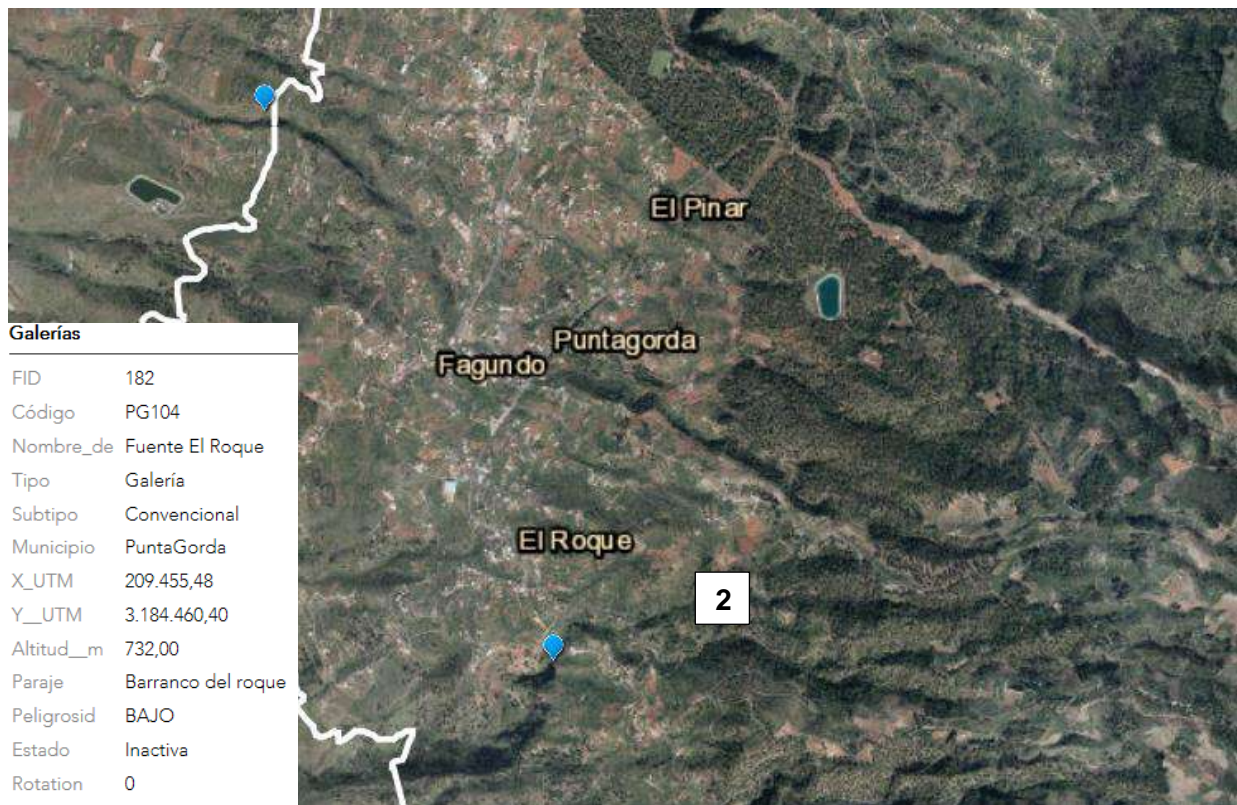 El Pinar
Puntagorda
Fagundo
El Roque
2
Galerías
FID 182
Código PG104
Nombre_de Fuente El Roque
Tipo Galería
Subtipo Convencional
Municipio PuntaGorda
X_UTM 209.455,48
Y__UTM 3.184.460,40
Altitud__m 732,00
Paraje Barranco del roque
Peligrosid BAJO
Estado Inactiva
Rotation 0